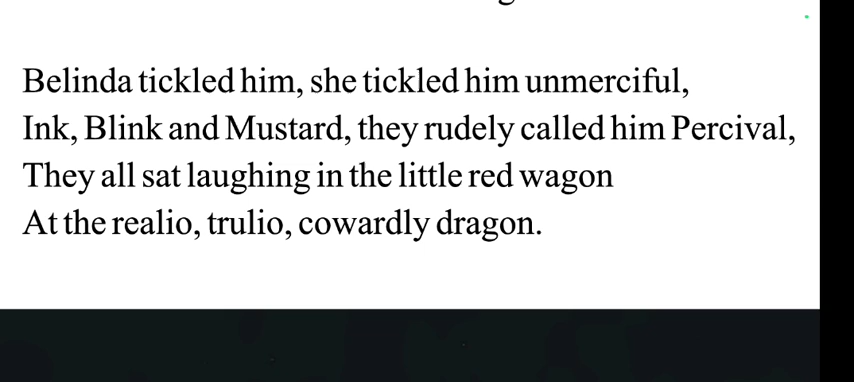 Belinda tickled him, she tickled him unmerciful,
Ink, Blink and Mustard, they rudely called him Percival,
They all sat laughing in the little red wagon
At the realio, trulio, cowardly dragon.